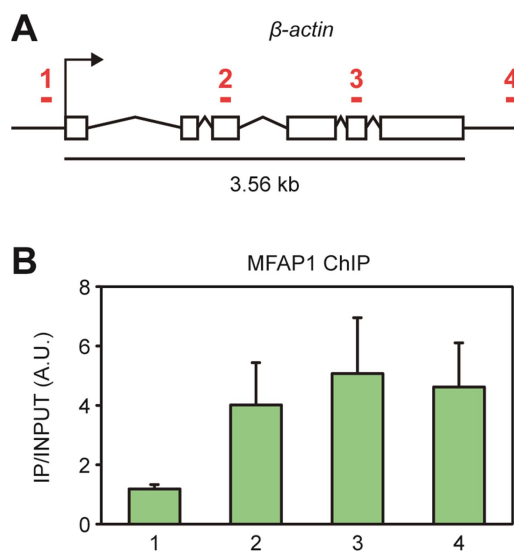 A
β-actin
1
2
3
4
3.56 kb
B
MFAP1 ChIP
IP/INPUT (A.U.)
8
6
4
2
0
1 2 3 4